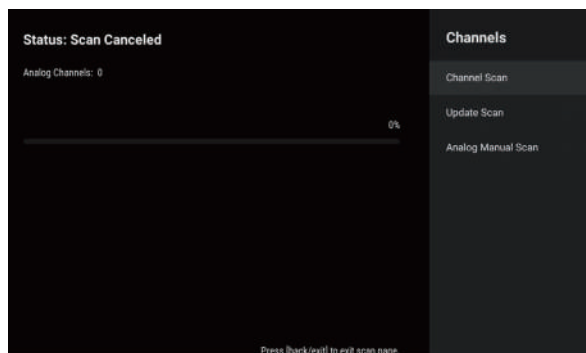 Status: Scan Canceled
Analog Channels: 0
0%
Press [back/exit] to exit scan page
Channels
Channel Scan
Update Scan
Analog Manual Scan